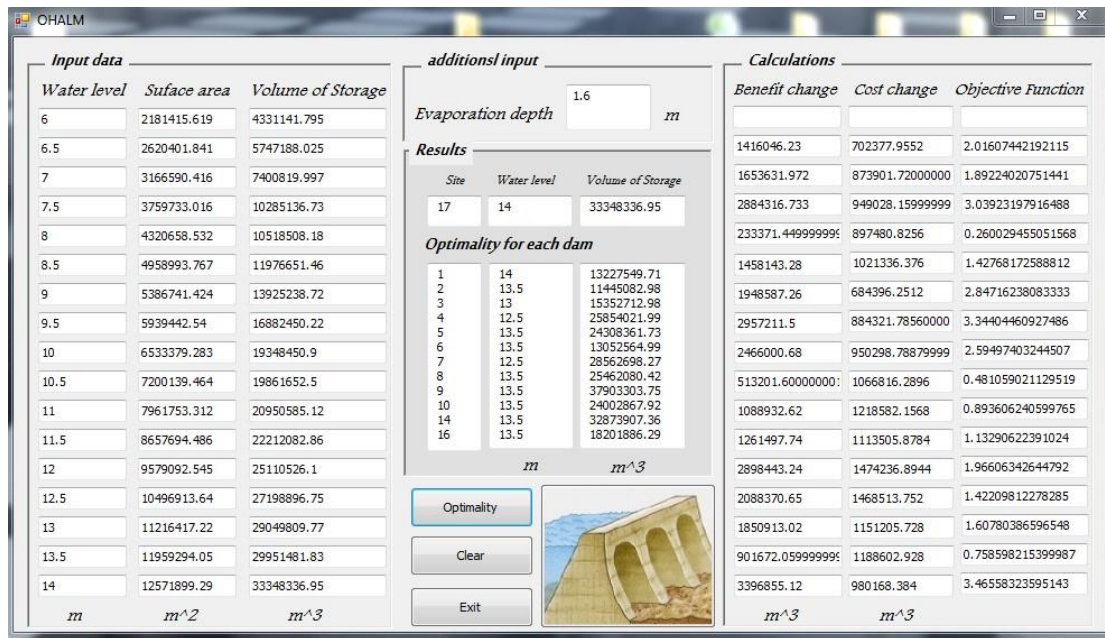 OHALM
Input data
Water level Suface area Volume of Storage
6 2181415.619 4331141.795
6.5 2620401.841 5747188.025
7 3166590.416 7400819.997
7.5 3759733.016 10285136.73
8 4320658.532 10518508.18
8.5 4958993.767 11976651.46
9 5386741.424 13925238.72
9.5 5939442.54 16882450.22
10 6533379.283 19348450.9
10.5 7200139.464 19861652.5
11 7961753.312 20950585.12
11.5 8657694.486 22212082.86
12 9579092.545 25110526.1
12.5 10496913.64 27198896.75
13 11216417.22 29049809.77
13.5 11959294.05 29951481.83
14 12571899.29 33348336.95
m m^2 m^3
additionsl input
Evaporation depth 1.6 m
Results
Site Water level Volume of Storage
17 14 33348336.95
Optimality for each dam
1 14 13227549.71
2 13.5 11445082.98
3 13 15352712.98
4 12.5 25854021.99
5 13.5 24308361.73
6 13.5 13052564.99
7 12.5 28562698.27
8 13.5 25462080.42
9 13.5 37903303.75
10 13.5 24002867.92
14 13.5 32873907.36
16 13.5 18201886.29
m m^3
Optimality
Clear
Exit
Calculations
Benefit change Cost change Objective Function
1416046.23 702377.9552 2.01607442192115
1653631.972 873901.72000000 1.89224020751441
2884316.733 949028.15999999 3.03923197916488
233371.449999999 897480.8256 0.260029455051568
1458143.28 1021336.376 1.42768172588812
1948587.26 684396.2512 2.84716238083333
2957211.5 884321.78560000 3.34404460927486
2466000.68 950298.78879999 2.59497403244507
513201.60000000 1066816.2896 0.481059021129519
1088932.62 1218582.1568 0.893606240599765
1261497.74 1113505.8784 1.13290622391024
2898443.24 1474236.8944 1.96606342644792
2088370.65 1468513.752 1.42209812278285
1850913.02 1151205.728 1.60780386596548
901672.059999999 1188602.928 0.758598215399987
3396855.12 980168.384 3.46558323595143
m^3 m^3